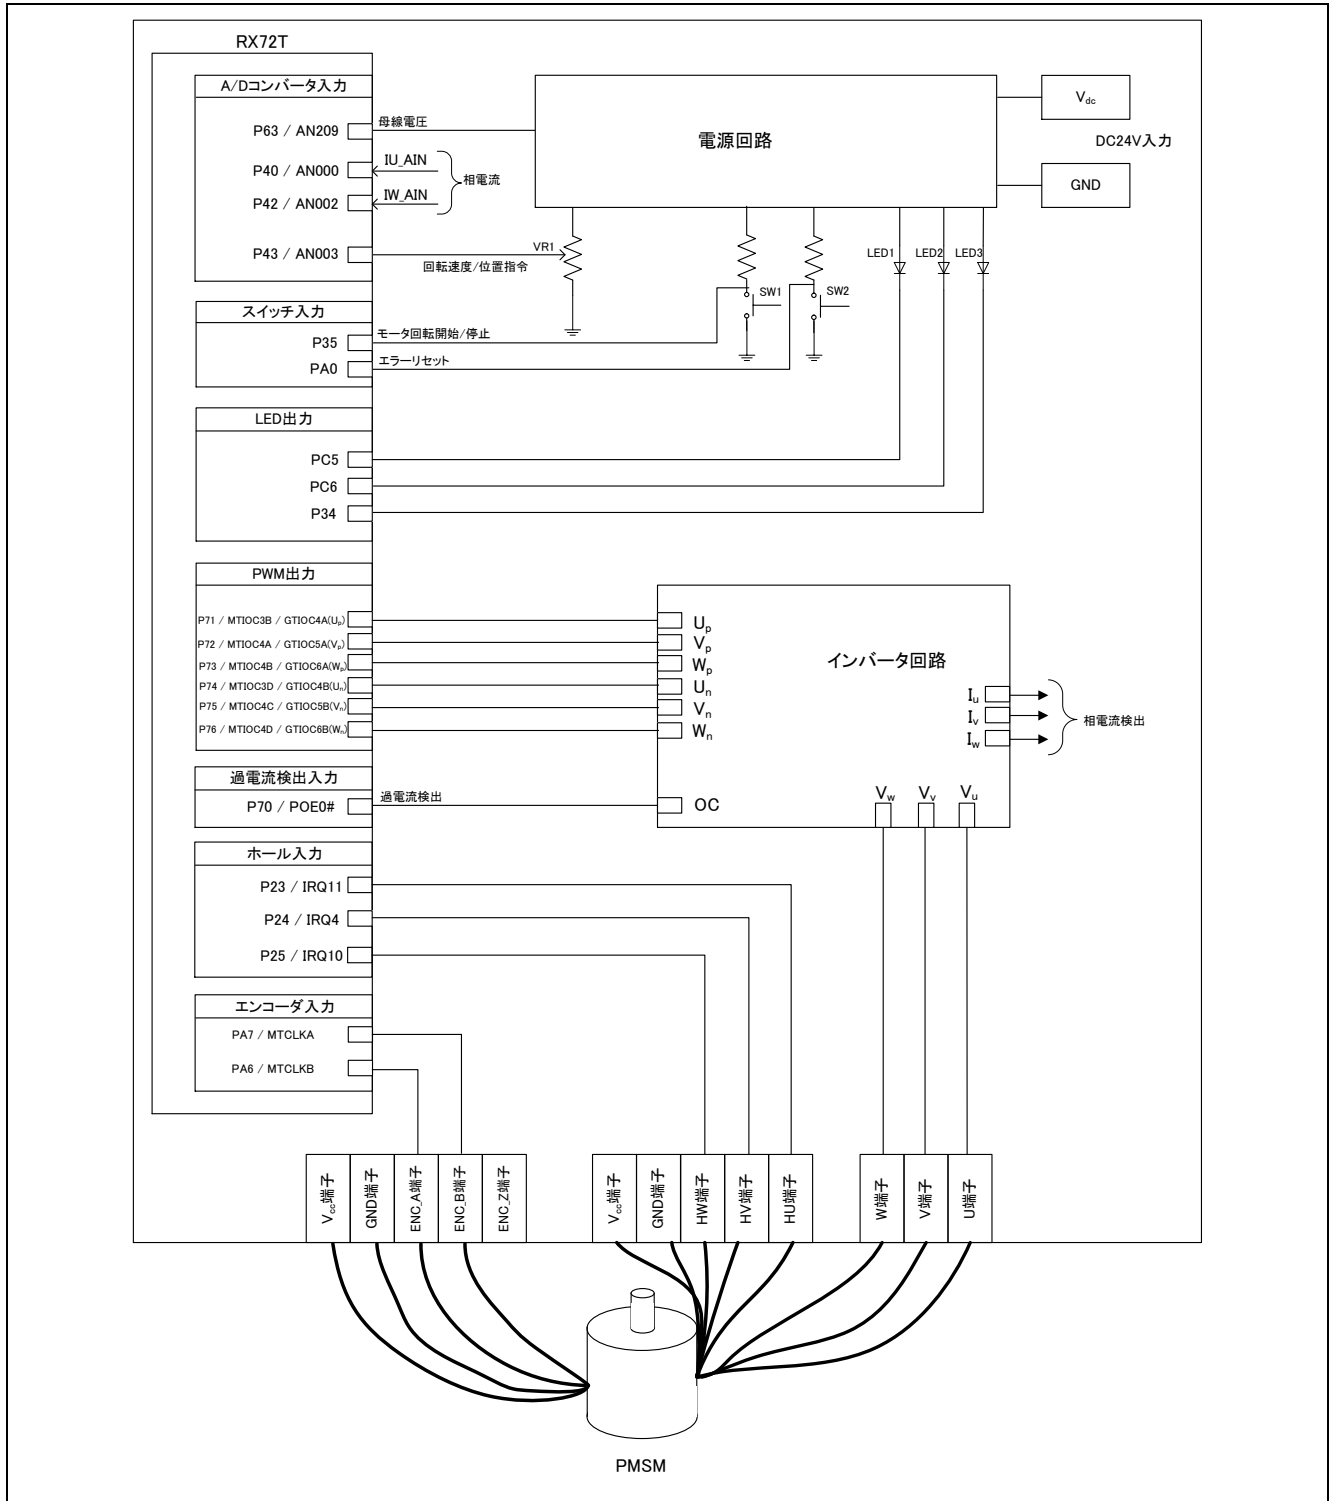 RX72T
A/Dコンバータ入力
P63 / AN209
P40 / AN000
P42 / AN002
P43 / AN003
母線電圧
IU_AIN
IW_AIN
相電流
VR1
回転速度/位置指令
電源回路
Vdc
DC24V入力
GND
SW1
SW2
LED1
LED2
LED3
スイッチ入力
P35
PA0
モータ回転開始/停止
エラーリセット
LED出力
PC5
PC6
P34
PWM出力
P71 / MTIOC3B / GTIOC4A(Up)
P72 / MTIOC4A / GTIOC5A(Vp)
P73 / MTIOC4B / GTIOC6A(Wp)
P74 / MTIOC3D / GTIOC4B(Un)
P75 / MTIOC4C / GTIOC5B(Vn)
P76 / MTIOC4D / GTIOC6B(Wn)
Up
Vp
Wp
Un
Vn
Wn
インバータ回路
Iu
Iv
Iw
相電流検出
過電流検出入力
P70 / POE0#
過電流検出
OC
Vw
Vv
Vu
ホール入力
P23 / IRQ11
P24 / IRQ4
P25 / IRQ10
エンコーダ入力
PA7 / MTCLKA
PA6 / MTCLKB
Vcc端子
GND端子
ENC_A端子
ENC_B端子
ENC_Z端子
Vcc端子
GND端子
HW端子
HV端子
HU端子
W端子
V端子
U端子
PMSM